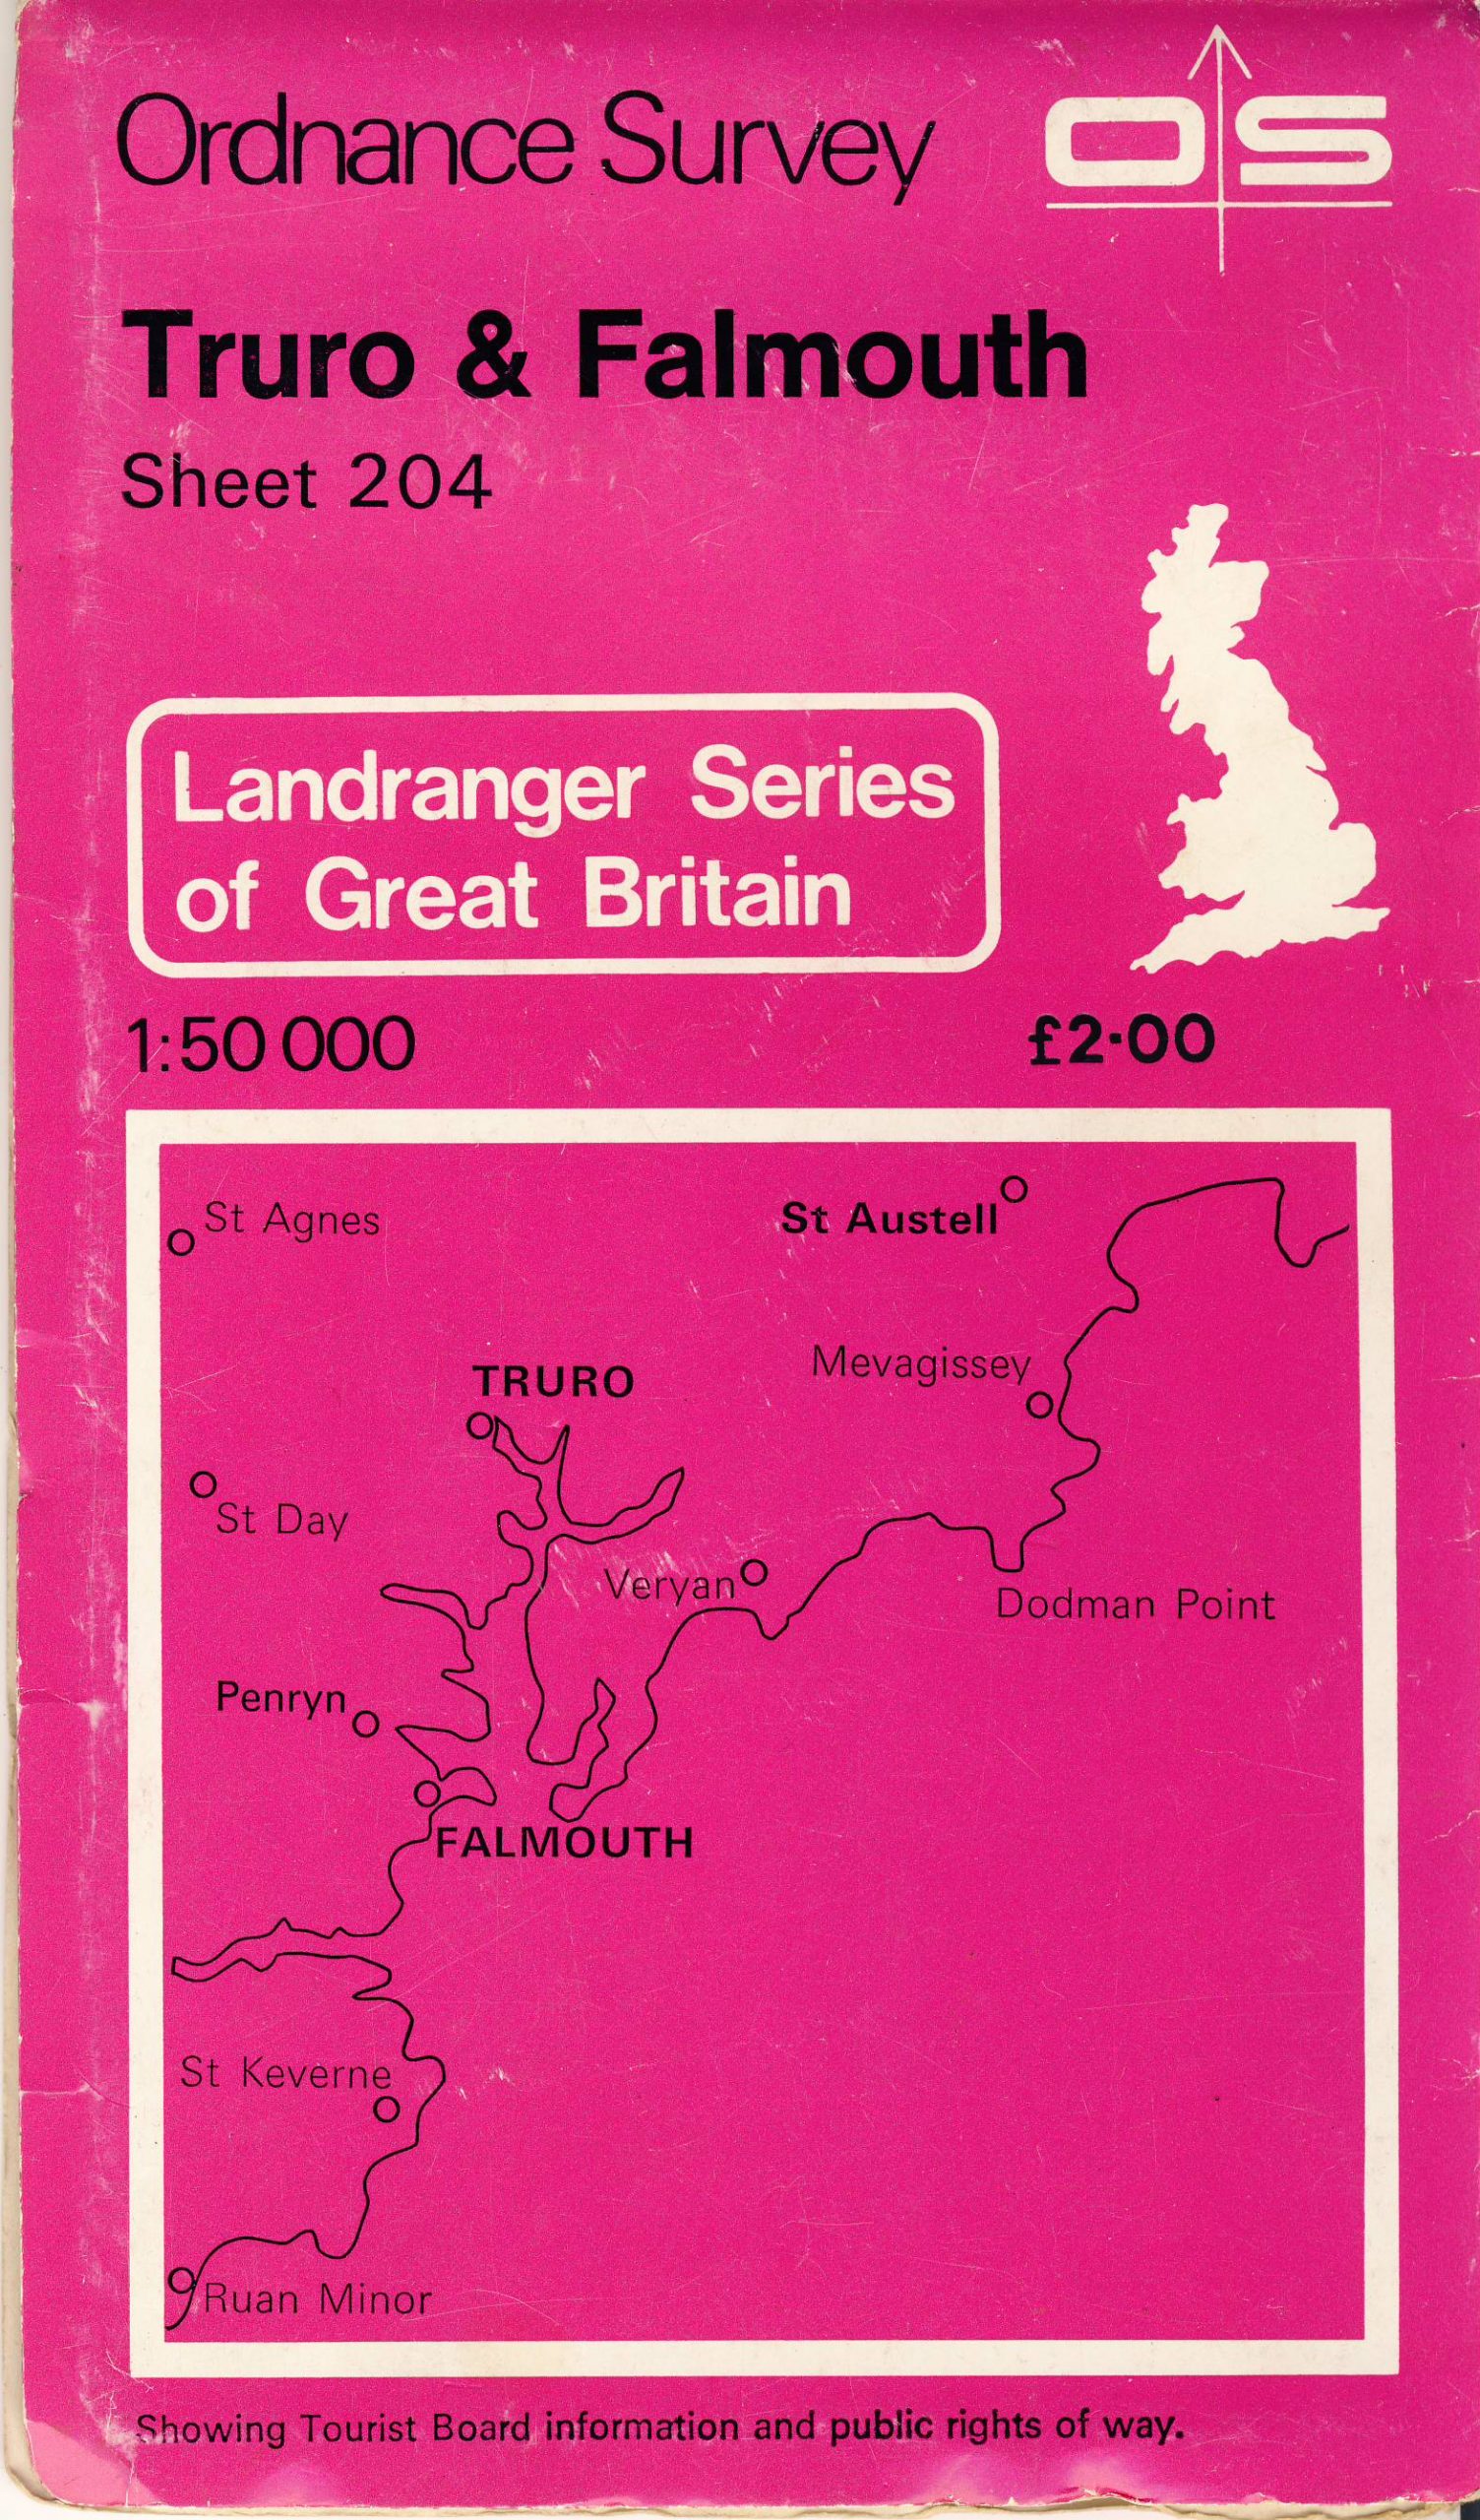 Ordnance Survey
OS
Truro & Falmouth
Sheet 204
Landranger Series
of Great Britain
1:50 000
£2·00
St Agnes
St Austell
Mevagissey
TRURO
St Day
Veryan
Dodman Point
Penryn
FALMOUTH
St Keverne
Ruan Minor
Showing Tourist Board information and public rights of way.